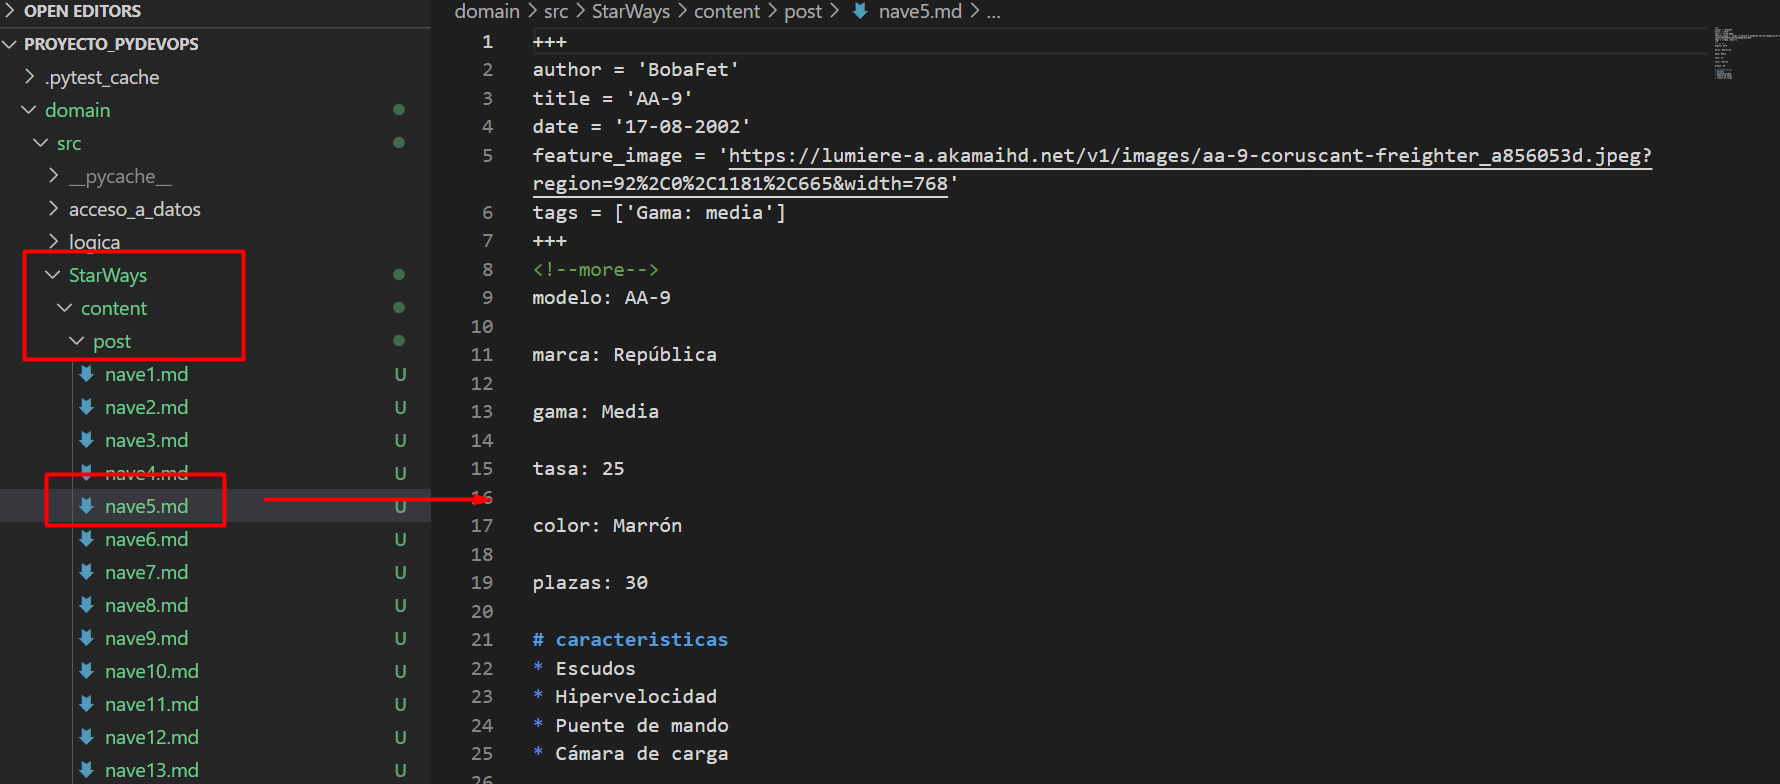 OPEN EDITORS
PROYECTO_PYDEVOPS
.pytest_cache
domain
src
__pycache__
acceso_a_datos
logica
StarWays
content
post
nave1.md U
nave2.md U
nave3.md U
nave4.md U
nave5.md U
nave6.md U
nave7.md U
nave8.md U
nave9.md U
nave10.md U
nave11.md U
nave12.md U
nave13.md U
domain > src > StarWays > content > post > nave5.md > ...
1 +++
2 author = 'BobaFet'
3 title = 'AA-9'
4 date = '17-08-2002'
5 feature_image = 'https://lumiere-a.akamaihd.net/v1/images/aa-9-coruscant-freighter_a856053d.jpeg?
region=92%2C0%2C1181%2C665&width=768'
6 tags = ['Gama: media']
7 +++
8 <!--more-->
9 modelo: AA-9
10
11 marca: República
12
13 gama: Media
14
15 tasa: 25
16
17 color: Marrón
18
19 plazas: 30
20
21 # caracteristicas
22 * Escudos
23 * Hipervelocidad
24 * Puente de mando
25 * Cámara de carga
26